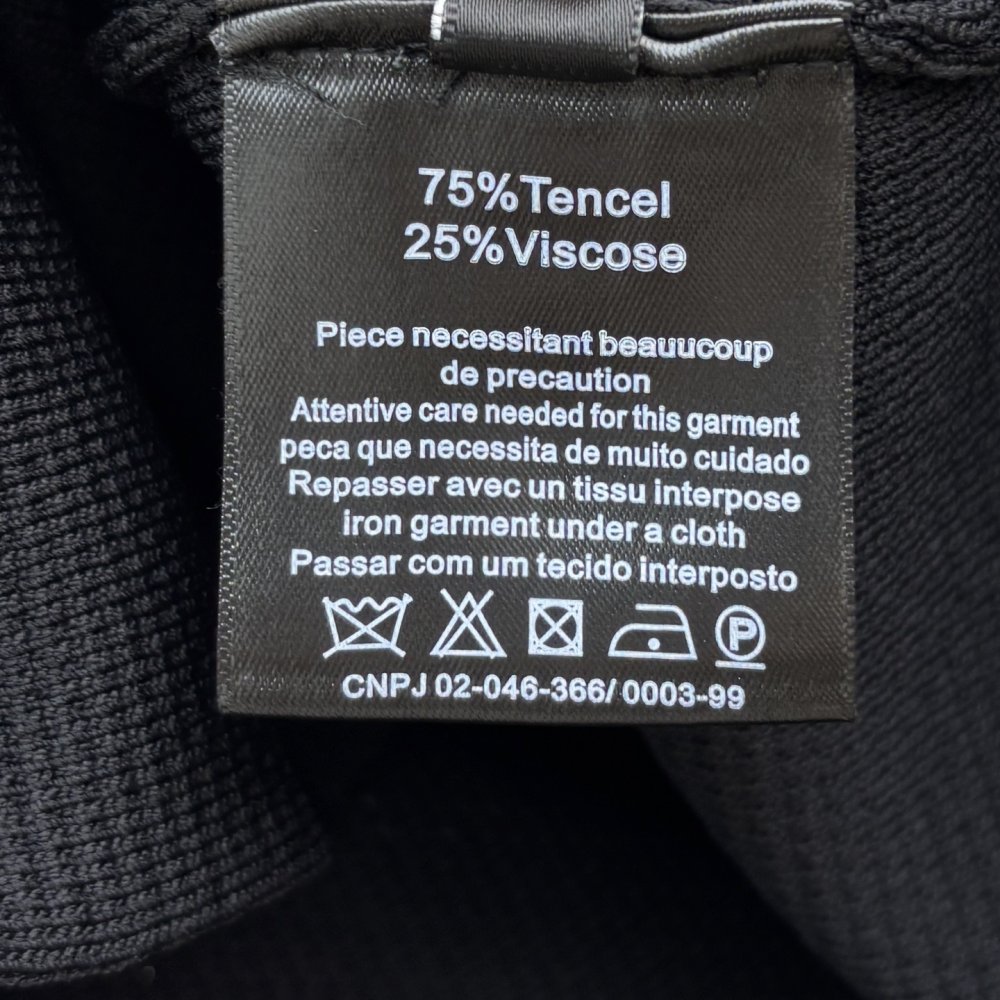 75%Tencel
25%Viscose
Piece necessitant beauucoup
de precaution
Attentive care needed for this garment
peca que necessita de muito cuidado
Repasser avec un tissu interpose
iron garment under a cloth
Passar com um tecido interposto
P
CNPJ 02-046-366/0003-99